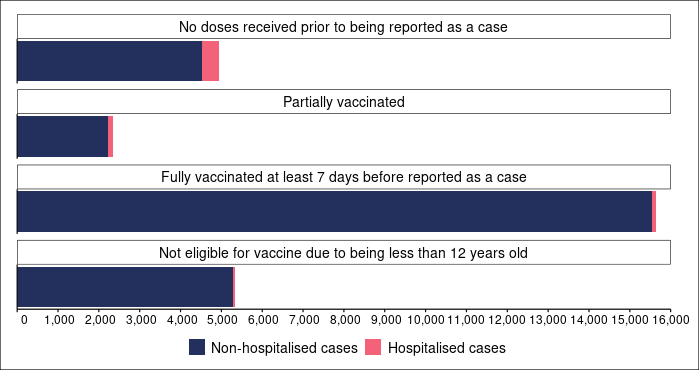 No doses received prior to being reported as a case
Partially vaccinated
Fully vaccinated at least 7 days before reported as a case
Not eligible for vaccine due to being less than 12 years old
0 1,000 2,000 3,000 4,000 5,000 6,000 7,000 8,000 9,000 10,000 11,000 12,000 13,000 14,000 15,000 16,000
Non-hospitalised cases Hospitalised cases